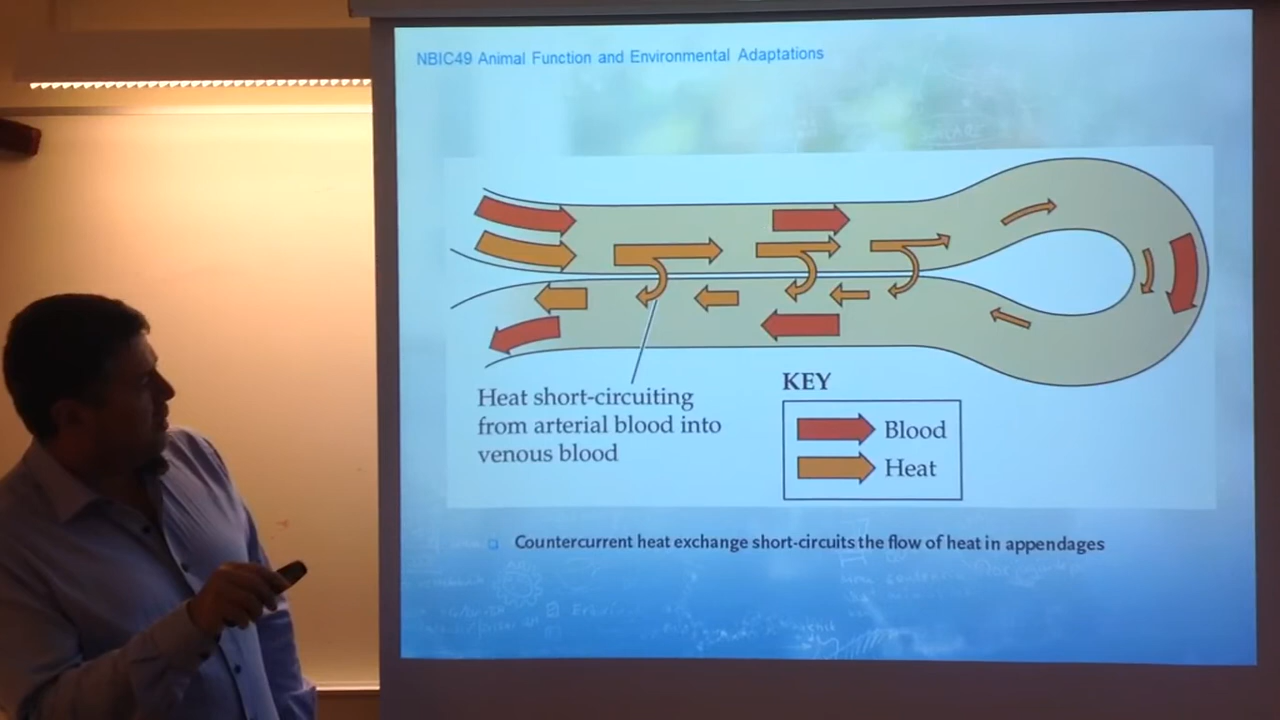 NBIC49 Animal Function and Environmental Adaptations
Heat short-circuiting
from arterial blood into
venous blood
KEY
Blood
Heat
Countercurrent heat exchange short-circuits the flow of heat in appendages